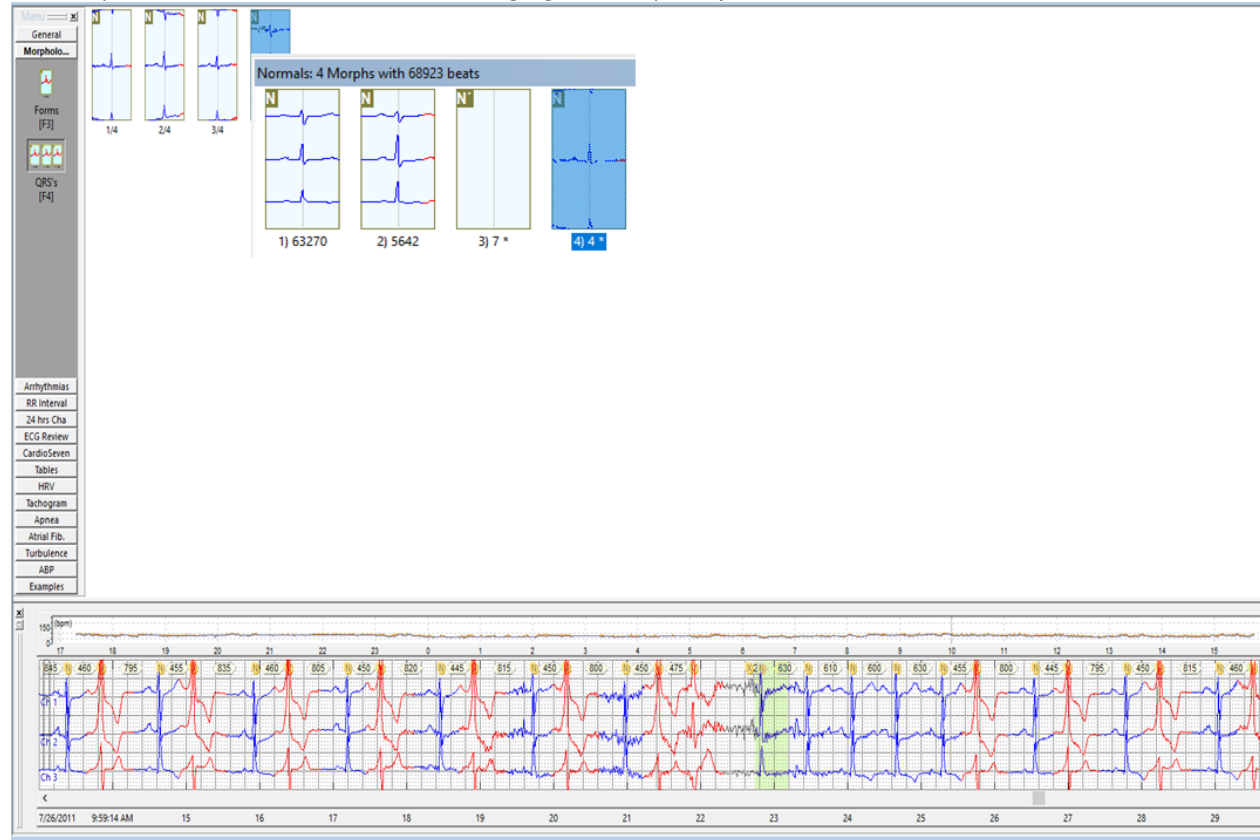 Menu
General
Morpholo...
Forms
[F3]
QRS's
[F4]
Arrhythmias
RR Interval
24 hrs Cha
ECG Review
CardioSeven
Tables
HRV
Tachogram
Apnea
Atrial Fib.
Turbulence
ABP
Examples
N N N N
1/4 2/4 3/4
Normals: 4 Morphs with 68923 beats
N N N' N
1) 63270 2) 5642 3) 7 * 4) 4 *
150 (bpm)
0
17 18 19 20 21 22 23 0 1 2 3 4 5 6 7 8 9 10 11 12 13 14 15
845 N 460 795 N 455 835 N 460 805 N 450 820 N 445 815 N 450 800 N 450 475 630 N 610 N 600 N 630 N 455 800 N 445 795 N 450 815 N 460
Ch 1
Ch 2
Ch 3
7/26/2011 9:59:14 AM 15 16 17 18 19 20 21 22 23 24 25 26 27 28 29